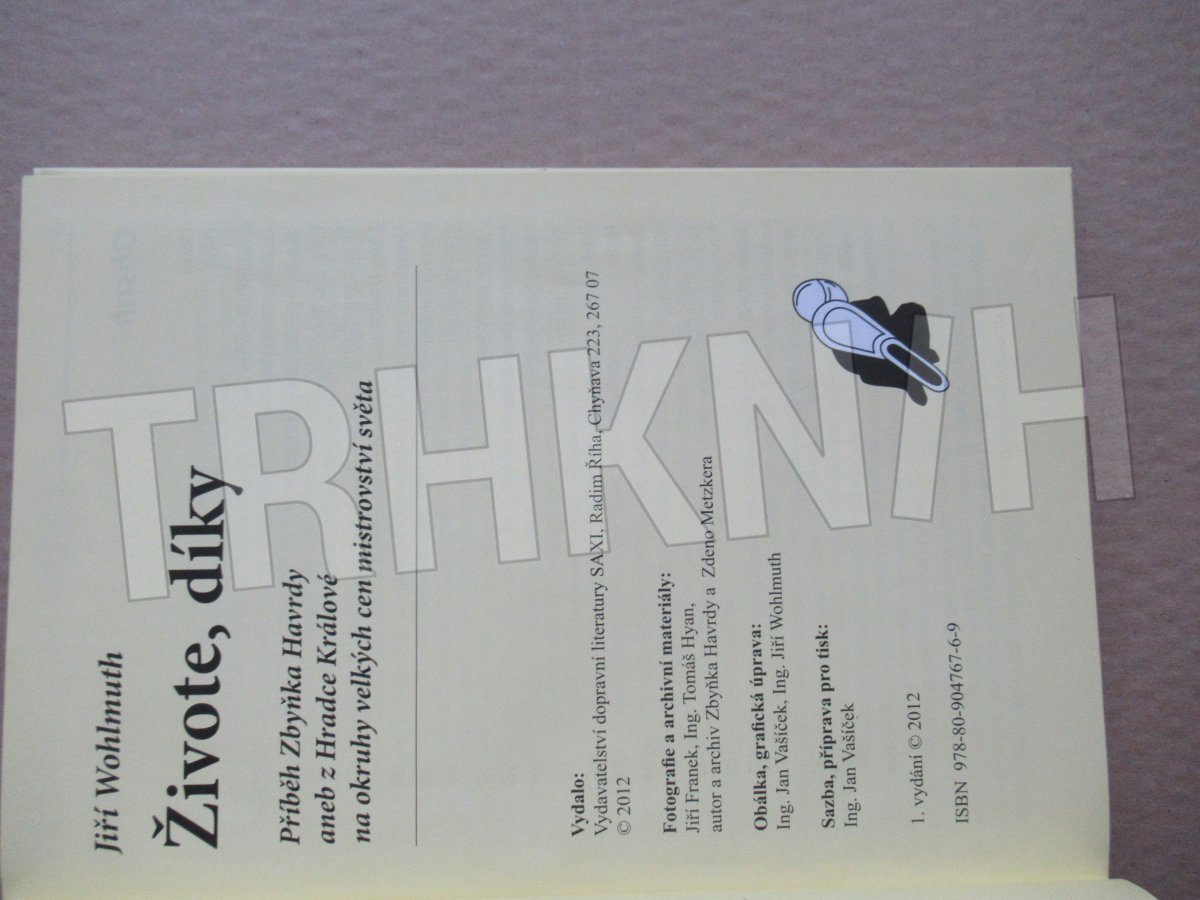 Jiří Wohlmuth
Živote, díky
Příběh Zbyňka Havrdy
aneb z Hradce Králové
na okruhy velkých cen mistrovství světa
Vydalo:
Vydavatelství dopravní literatury SAXI, Radim Říha, Chyňava 223, 267 07
© 2012
Fotografie a archivní materiály:
Jiří Franek, Ing. Tomáš Hyan,
autor a archiv Zbyňka Havrdy a Zdeno Metzkera
Obálka, grafická úprava:
Ing. Jan Vašíček, Ing. Jiří Wohlmuth
Sazba, příprava pro tisk:
Ing. Jan Vašíček
1. vydání © 2012
ISBN 978-80-904767-6-9
TRHKNIH